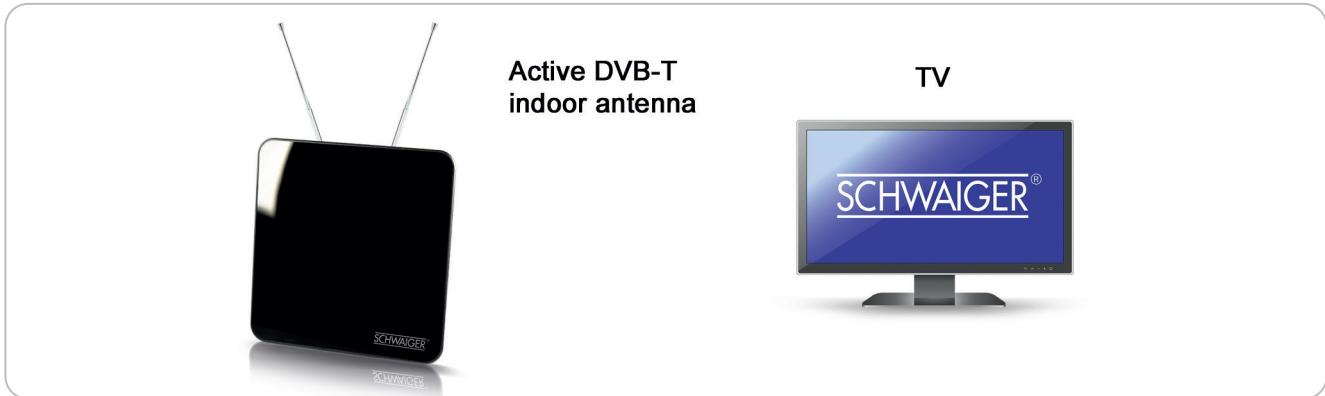 Active DVB-T
indoor antenna
TV
SCHWAIGER®
SCHWAIGER®